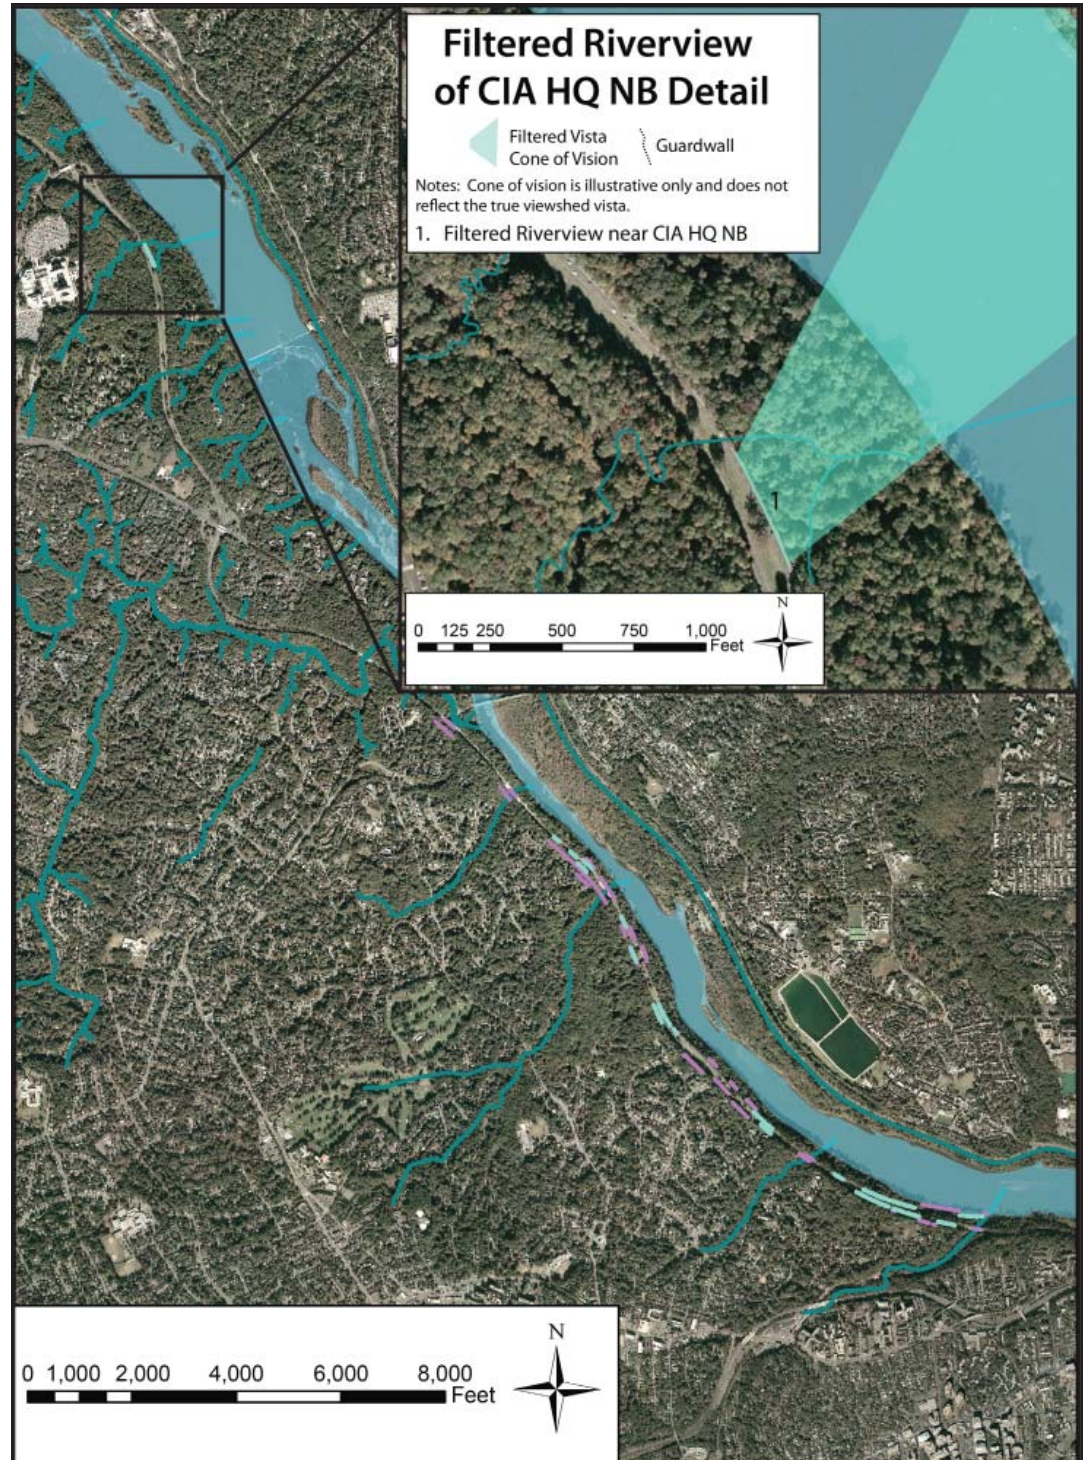 Filtered Riverview
of CIA HQ NB Detail
Filtered Vista
Cone of Vision
Guardwall
Notes: Cone of vision is illustrative only and does not
reflect the true viewshed vista.
1. Filtered Riverview near CIA HQ NB
1
N
0 125 250 500 750 1,000
Feet
N
0 1,000 2,000 4,000 6,000 8,000
Feet